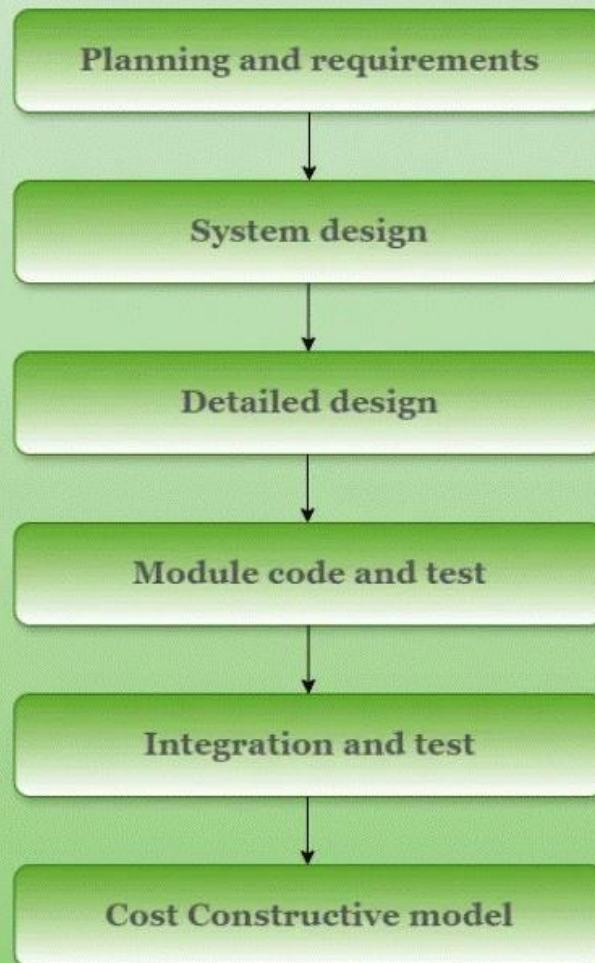 Planning and requirements
System design
Detailed design
Module code and test
Integration and test
Cost Constructive model